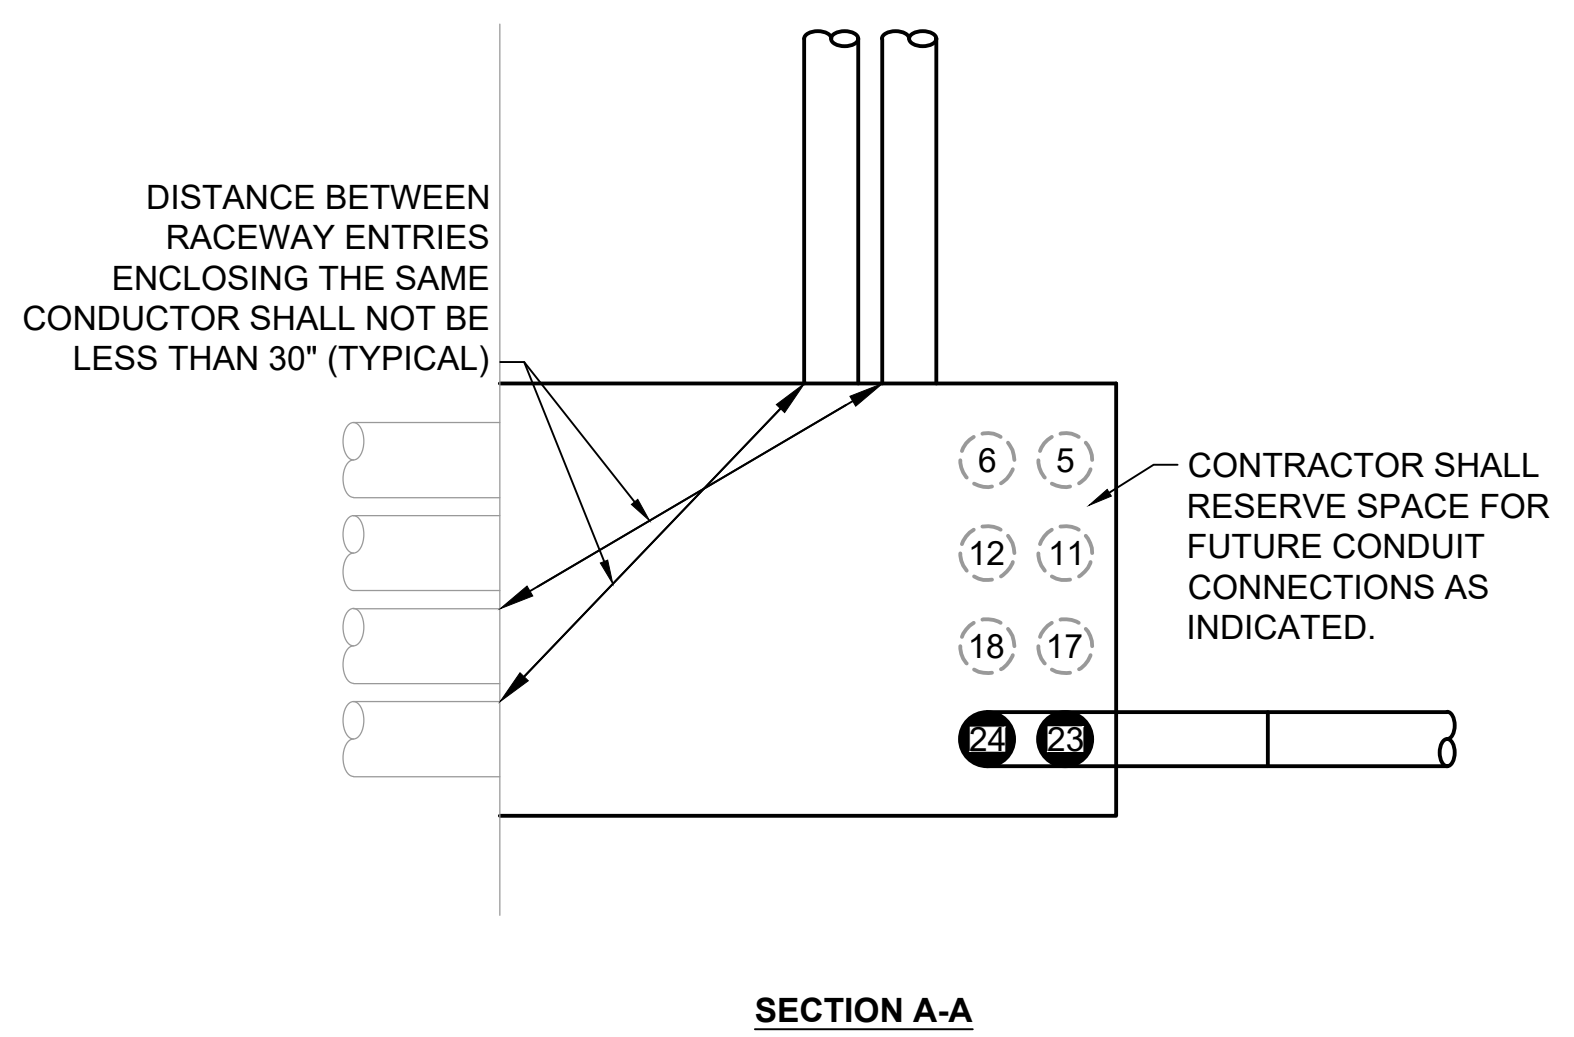 DISTANCE BETWEEN
RACEWAY ENTRIES
ENCLOSING THE SAME
CONDUCTOR SHALL NOT BE
LESS THAN 30" (TYPICAL)
6 5
12 11
18 17
24 23
CONTRACTOR SHALL
RESERVE SPACE FOR
FUTURE CONDUIT
CONNECTIONS AS
INDICATED.
SECTION A-A